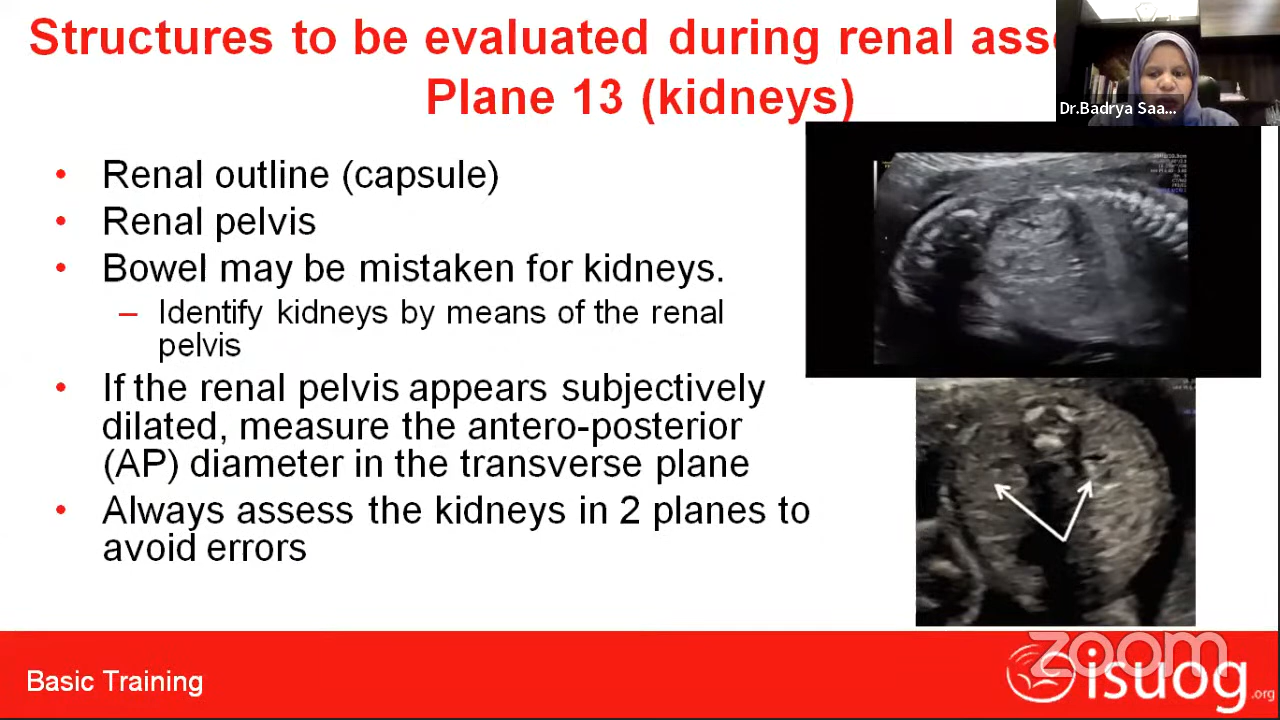 Structures to be evaluated during renal ass
Plane 13 (kidneys)
Dr.Badrya Saa...
• Renal outline (capsule)
• Renal pelvis
• Bowel may be mistaken for kidneys.
– Identify kidneys by means of the renal
pelvis
• If the renal pelvis appears subjectively
dilated, measure the antero-posterior
(AP) diameter in the transverse plane
• Always assess the kidneys in 2 planes to
avoid errors
Basic Training
zoom
isuog.org